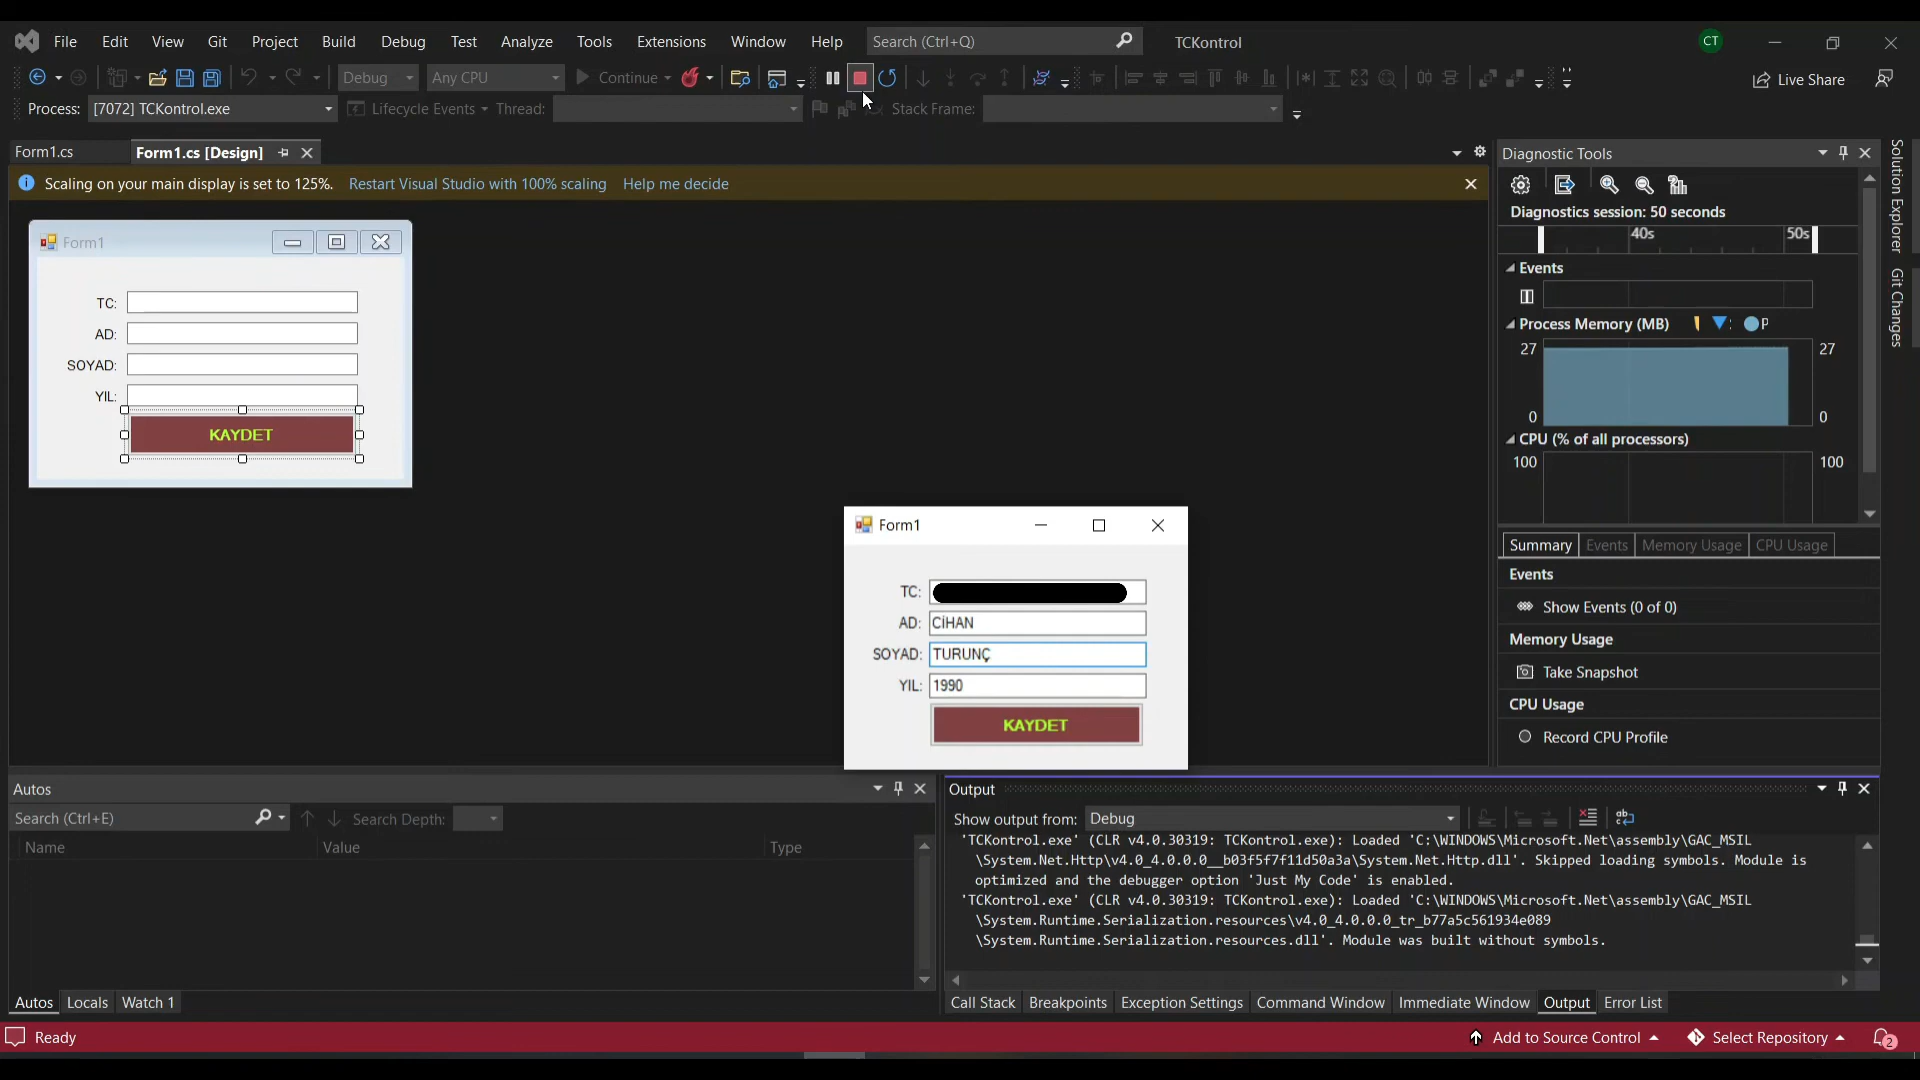 File Edit View Git Project Build Debug Test Analyze Tools Extensions Window Help Search (Ctrl+Q) TCKontrol CT
Debug Any CPU Continue Live Share
Process: [7072] TCKontrol.exe Lifecycle Events Thread: Stack Frame:
Form1.cs Form1.cs [Design]
Scaling on your main display is set to 125%. Restart Visual Studio with 100% scaling Help me decide
Form1
TC:
AD:
SOYAD:
YIL:
KAYDET
Form1
TC:
AD: CİHAN
SOYAD: TURUNÇ
YIL: 1990
KAYDET
Diagnostic Tools
Diagnostics session: 50 seconds
40s 50s
Events
Process Memory (MB) P
27 27
0 0
CPU (% of all processors)
100 100
Summary Events Memory Usage CPU Usage
Events
Show Events (0 of 0)
Memory Usage
Take Snapshot
CPU Usage
Record CPU Profile
Solution Explorer
Git Changes
Autos
Search (Ctrl+E) Search Depth:
Name Value Type
Autos Locals Watch 1
Output
Show output from: Debug
'TCKontrol.exe' (CLR v4.0.30319: TCKontrol.exe): Loaded 'C:\WINDOWS\Microsoft.Net\assembly\GAC_MSIL
\System.Net.Http\v4.0_4.0.0.0__b03f5f7f11d50a3a\System.Net.Http.dll'. Skipped loading symbols. Module is
optimized and the debugger option 'Just My Code' is enabled.
'TCKontrol.exe' (CLR v4.0.30319: TCKontrol.exe): Loaded 'C:\WINDOWS\Microsoft.Net\assembly\GAC_MSIL
\System.Runtime.Serialization.resources\v4.0_4.0.0.0_tr_b77a5c561934e089
\System.Runtime.Serialization.resources.dll'. Module was built without symbols.
Call Stack Breakpoints Exception Settings Command Window Immediate Window Output Error List
Ready Add to Source Control Select Repository 2